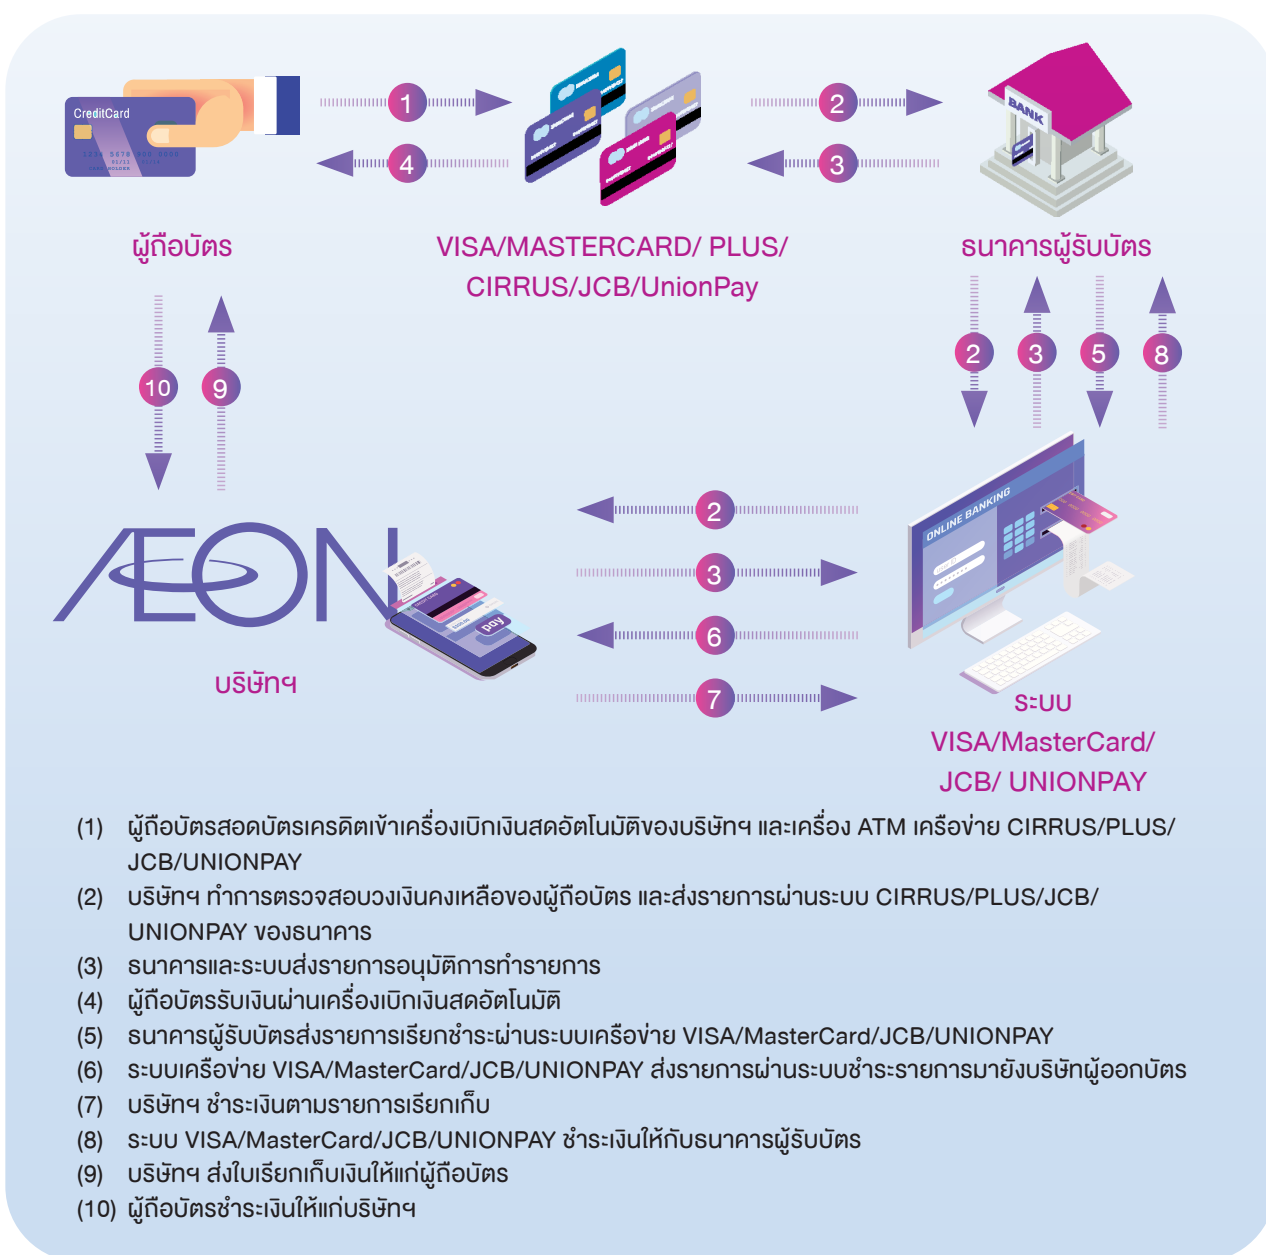 CreditCard
1
2
BANK
4
3
ผู้ถือบัตร
VISA/MASTERCARD/ PLUS/
CIRRUS/JCB/UnionPay
ธนาคารผู้รับบัตร
10
9
2
3
5
8
2
3
6
7
ONLINE BANKING
ÆON
pay
บริษัทฯ
ระบบ
VISA/MasterCard/
JCB/ UNIONPAY
(1) ผู้ถือบัตรสอดบัตรเครดิตเข้าเครื่องเบิกเงินสดอัตโนมัติของบริษัทฯ และเครื่อง ATM เครือข่าย CIRRUS/PLUS/
JCB/UNIONPAY
(2) บริษัทฯ ทำการตรวจสอบวงเงินคงเหลือของผู้ถือบัตร และส่งรายการผ่านระบบ CIRRUS/PLUS/JCB/
UNIONPAY ของธนาคาร
(3) ธนาคารและระบบส่งรายการอนุมัติการทำรายการ
(4) ผู้ถือบัตรรับเงินผ่านเครื่องเบิกเงินสดอัตโนมัติ
(5) ธนาคารผู้รับบัตรส่งรายการเรียกชำระผ่านระบบเครือข่าย VISA/MasterCard/JCB/UNIONPAY
(6) ระบบเครือข่าย VISA/MasterCard/JCB/UNIONPAY ส่งรายการผ่านระบบชำระรายการมายังบริษัทผู้ออกบัตร
(7) บริษัทฯ ชำระเงินตามรายการเรียกเก็บ
(8) ระบบ VISA/MasterCard/JCB/UNIONPAY ชำระเงินให้กับธนาคารผู้รับบัตร
(9) บริษัทฯ ส่งใบเรียกเก็บเงินให้แก่ผู้ถือบัตร
(10) ผู้ถือบัตรชำระเงินให้แก่บริษัทฯ